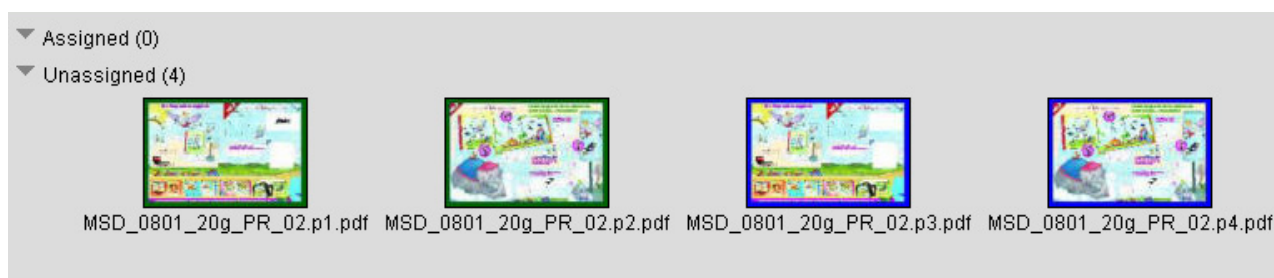 Assigned (0)
Unassigned (4)
MSD_0801_20g_PR_02.p1.pdf MSD_0801_20g_PR_02.p2.pdf MSD_0801_20g_PR_02.p3.pdf MSD_0801_20g_PR_02.p4.pdf